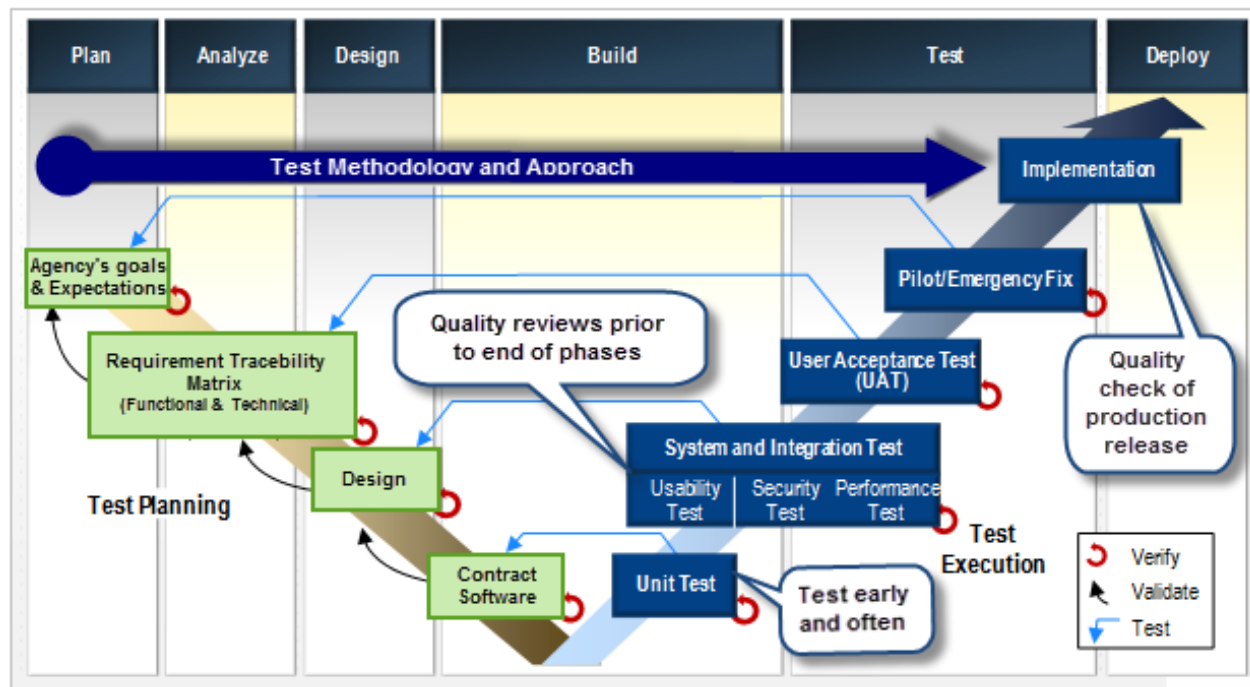 Plan
Analyze
Design
Build
Test
Deploy
Test Methodology and Approach
Implementation
Agency's goals
& Expectations
Pilot/Emergency Fix
Quality reviews prior
to end of phases
Requirement Tracebility
Matrix
(Functional & Technical)
User Acceptance Test
(UAT)
Quality
check of
production
release
System and Integration Test
Usability
Test
Security
Test
Performance
Test
Design
Test Planning
Test
Execution
Contract
Software
Unit Test
Test early
and often
Verify
Validate
Test